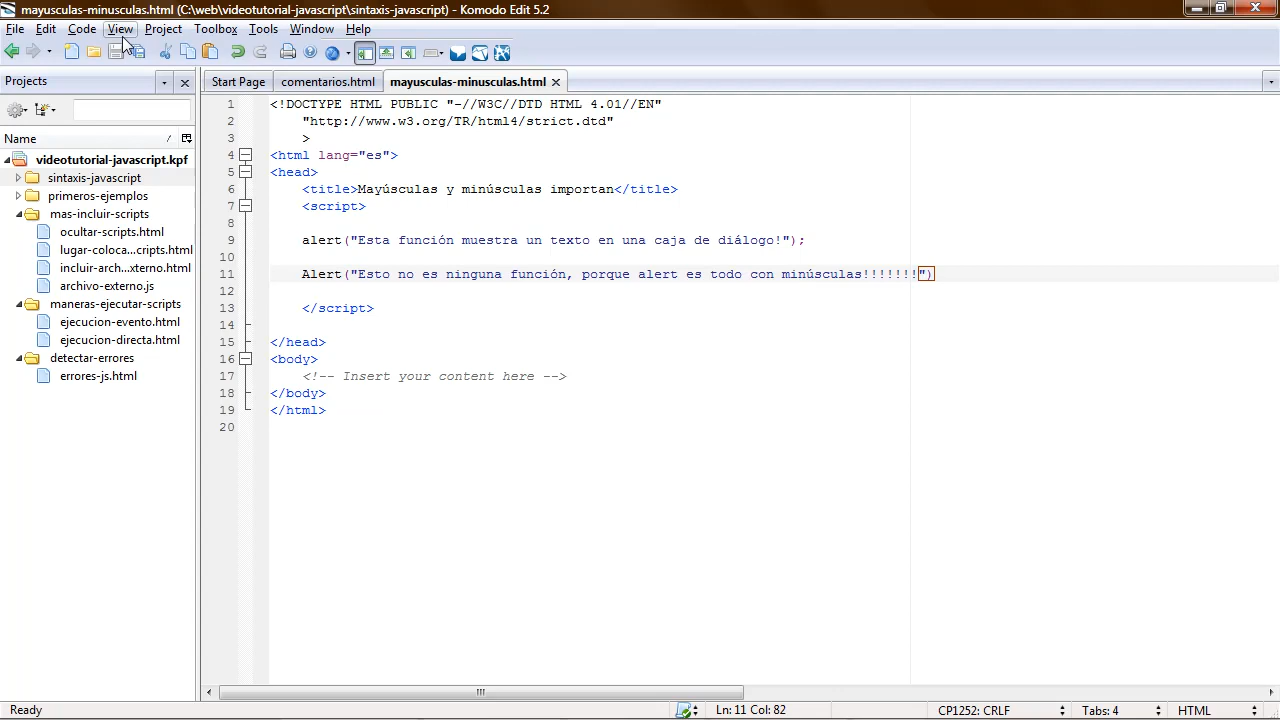 mayusculas-minusculas.html (C:\web\videotutorial-javascript\sintaxis-javascript) - Komodo Edit 5.2
File Edit Code View Project Toolbox Tools Window Help
Projects
Start Page comentarios.html mayusculas-minusculas.html
Name
videotutorial-javascript.kpf
sintaxis-javascript
primeros-ejemplos
mas-incluir-scripts
ocultar-scripts.html
lugar-coloca...cripts.html
incluir-arch...xterno.html
archivo-externo.js
maneras-ejecutar-scripts
ejecucion-evento.html
ejecucion-directa.html
detectar-errores
errores-js.html
1 <!DOCTYPE HTML PUBLIC "-//W3C//DTD HTML 4.01//EN"
2 "http://www.w3.org/TR/html4/strict.dtd"
3 >
4 <html lang="es">
5 <head>
6 <title>Mayúsculas y minúsculas importan</title>
7 <script>
8
9 alert("Esta función muestra un texto en una caja de diálogo!");
10
11 Alert("Esto no es ninguna función, porque alert es todo con minúsculas!!!!!!!")
12
13 </script>
14
15 </head>
16 <body>
17 <!-- Insert your content here -->
18 </body>
19 </html>
20
Ready Ln: 11 Col: 82 CP1252: CRLF Tabs: 4 HTML